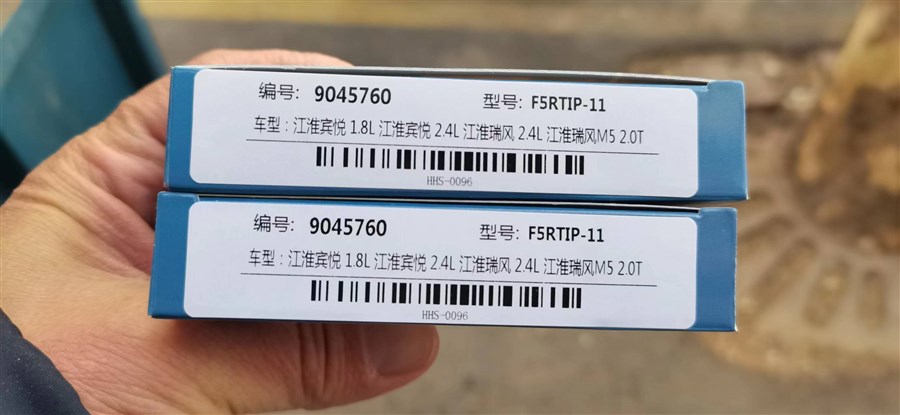 编号: 9045760 型号: F5RTIP-11
车型：江淮宾悦 1.8L 江淮宾悦 2.4L 江淮瑞风 2.4L 江淮瑞风M5 2.0T
HHS-0096
编号: 9045760 型号: F5RTIP-11
车型：江淮宾悦 1.8L 江淮宾悦 2.4L 江淮瑞风 2.4L 江淮瑞风M5 2.0T
HHS-0096